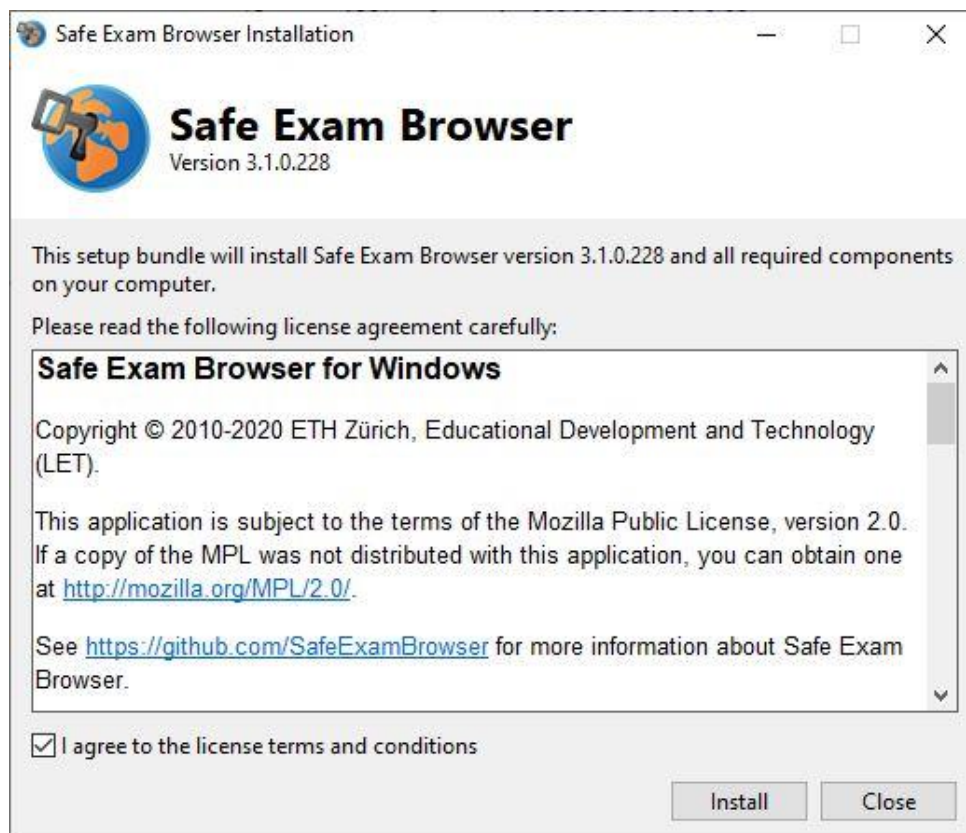 Safe Exam Browser Installation
Safe Exam Browser
Version 3.1.0.228
This setup bundle will install Safe Exam Browser version 3.1.0.228 and all required components
on your computer.
Please read the following license agreement carefully:
Safe Exam Browser for Windows
Copyright © 2010-2020 ETH Zürich, Educational Development and Technology
(LET).
This application is subject to the terms of the Mozilla Public License, version 2.0.
If a copy of the MPL was not distributed with this application, you can obtain one
at http://mozilla.org/MPL/2.0/.
See https://github.com/SafeExamBrowser for more information about Safe Exam
Browser.
I agree to the license terms and conditions
Install Close